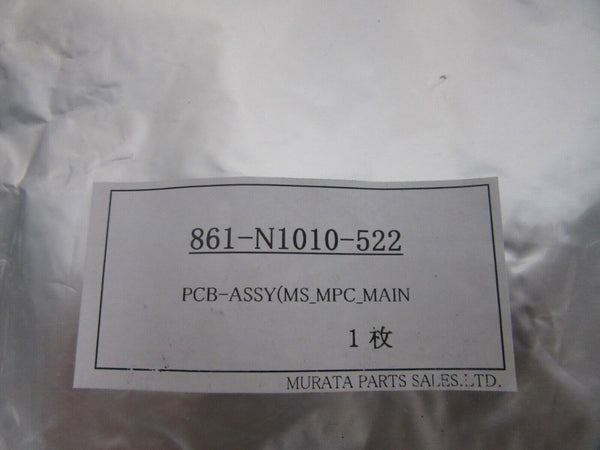 861-N1010-522
PCB-ASSY(MS_MPC_MAIN
1枚
MURATA PARTS SALES.LTD.